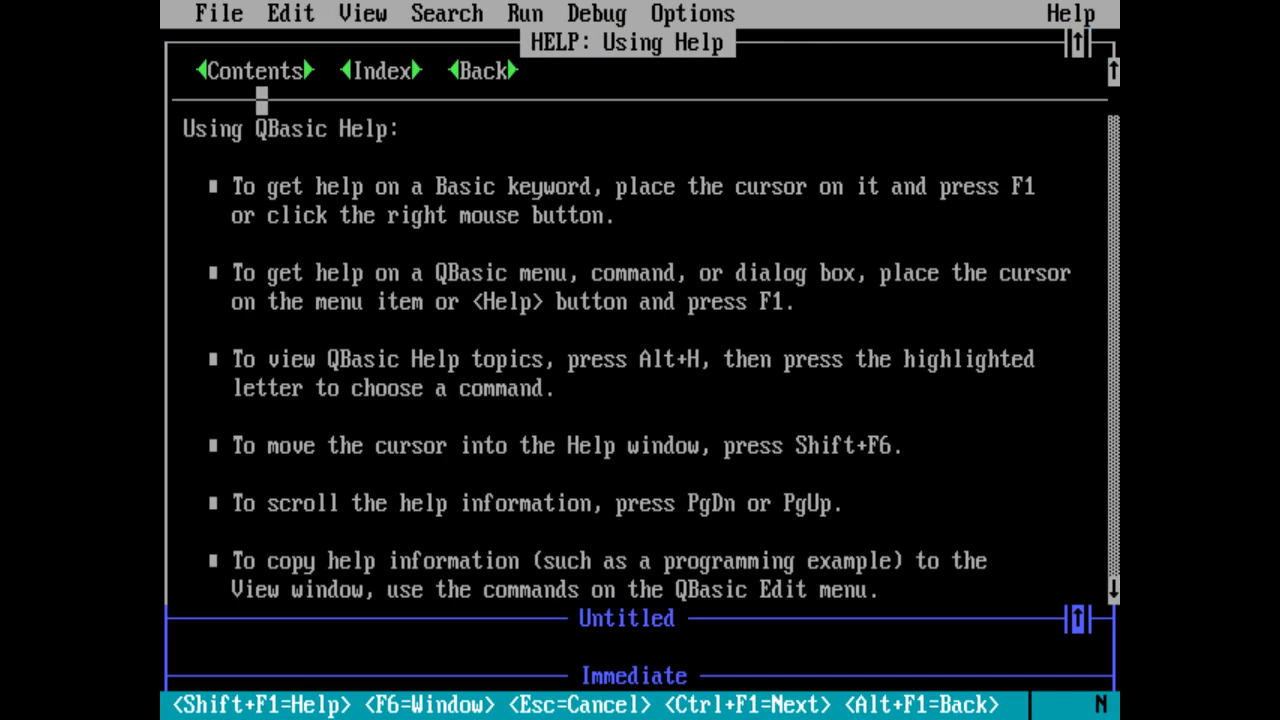 File Edit View Search Run Debug Options Help
HELP: Using Help
Contents Index Back
Using QBasic Help:
To get help on a Basic keyword, place the cursor on it and press F1
or click the right mouse button.
To get help on a QBasic menu, command, or dialog box, place the cursor
on the menu item or <Help> button and press F1.
To view QBasic Help topics, press Alt+H, then press the highlighted
letter to choose a command.
To move the cursor into the Help window, press Shift+F6.
To scroll the help information, press PgDn or PgUp.
To copy help information (such as a programming example) to the
View window, use the commands on the QBasic Edit menu.
Untitled
Immediate
<Shift+F1=Help> <F6=Window> <Esc=Cancel> <Ctrl+F1=Next> <Alt+F1=Back> N